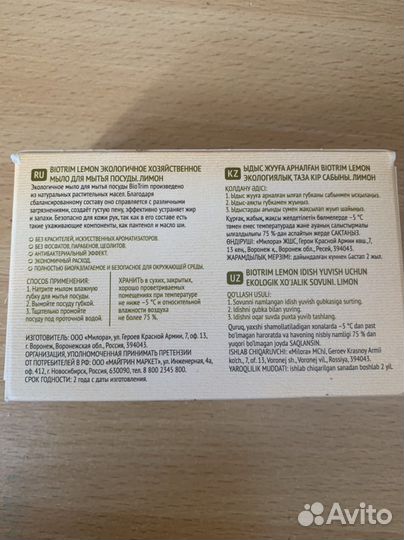 RU BIOTRIM LEMON ЭКОЛОГИЧНОЕ ХОЗЯЙСТВЕННОЕ
МЫЛО ДЛЯ МЫТЬЯ ПОСУДЫ. ЛИМОН
Экологичное мыло для мытья посуды BioTrim произведено
из натуральных растительных масел. Благодаря
сбалансированному составу оно справляется с различными
загрязнениями, создаёт густую пену, эффективно устраняет жир
и запахи. Безопасно для кожи рук, так как в его составе есть
такие ухаживающие компоненты, как пантенол и масло ши.
БЕЗ КРАСИТЕЛЕЙ, ИСКУССТВЕННЫХ АРОМАТИЗАТОРОВ
БЕЗ ФОСФАТОВ, ПАРАБЕНОВ, ЦЕОЛИТОВ
АНТИБАКТЕРИАЛЬНЫЙ ЭФФЕКТ
ЭКОНОМИЧНЫЙ РАСХОД
ПОЛНОСТЬЮ БИОРАЗЛАГАЕМОЕ И БЕЗОПАСНОЕ ДЛЯ ОКРУЖАЮЩЕЙ СРЕДЫ.
СПОСОБ ПРИМЕНЕНИЯ:
1. Натрите мылом влажную
губку для мытья посуды.
2. Вымойте посуду губкой.
3. Тщательно промойте
посуду под проточной водой.
ХРАНИТЬ в сухих, закрытых,
хорошо проветриваемых
помещениях при температуре
не ниже −5 °C и относительной
влажности воздуха
не более 75 %.
ИЗГОТОВИТЕЛЬ: ООО «Милора», ул. Героев Красной Армии, 7, оф. 13,
г. Воронеж, Воронежская обл., Россия, 394043.
ОРГАНИЗАЦИЯ, УПОЛНОМОЧЕННАЯ ПРИНИМАТЬ ПРЕТЕНЗИИ
ОТ ПОТРЕБИТЕЛЕЙ В РФ: ООО «МАЙГРИН МАРКЕТ», ул. Инженерная, 4а,
оф. 412, г. Новосибирск, Россия, 630090, тел. 8 800 2345 800.
СРОК ГОДНОСТИ: 2 года с даты изготовления.
KZ ЫДЫС ЖУУҒА АРНАЛҒАН BIOTRIM LEMON
ЭКОЛОГИЯЛЫҚ ТАЗА КІР САБЫНЫ. ЛИМОН
ҚОЛДАНУ ӘДІСІ:
1. Ыдыс жууға арналған ылғал губканы сабынмен ысқылаңыз.
2. Ыдыс-аяқты губкамен жуыңыз.
3. Ыдыстарды ағынды сумен жақсылап тазартып жуыңыз.
Құрғақ, жабық, жақсы желдетілетін бөлмелерде −5 °C
төмен емес температурада және ауаның салыстырмалы
ылғалдылығы 75 %-дан аспайтын жерде САҚТАҢЫЗ.
ӨНДІРУШІ: «Милора» ЖШҚ, Герои Красной Армии көш., 7,
13 кең., Воронеж қ., Воронеж обл., Ресей, 394043.
ЖАРАМДЫЛЫҚ МЕРЗІМІ: дайындалған күнінен бастап 2 жыл.
UZ BIOTRIM LEMON IDISH YUVISH UCHUN
EKOLOGIK XO'JALIK SOVUNI. LIMON
QO'LLASH USULI:
1. Sovunni namlangan idish yuvish gubkasiga surting.
2. Idishni gubka bilan yuving.
3. Idishni oqar suvda puxta yuvib tashlang.
Quruq, yaxshi shamollatiladigan xonalarda −5 °C dan past
bo'lmagan haroratda va havoning nisbiy namligi 75 % dan
yuqori bo'lmagan joyda SAQLANSIN.
ISHLAB CHIQARUVCHI: «Milora» MChJ, Geroev Krasnoy Armii
ko'ch., 7, of. 13, Voronej sh., Voronej vil., Rossiya, 394043.
YAROQLILIK MUDDATI: ishlab chiqarilgan sanadan boshlab 2 yil.
Avito